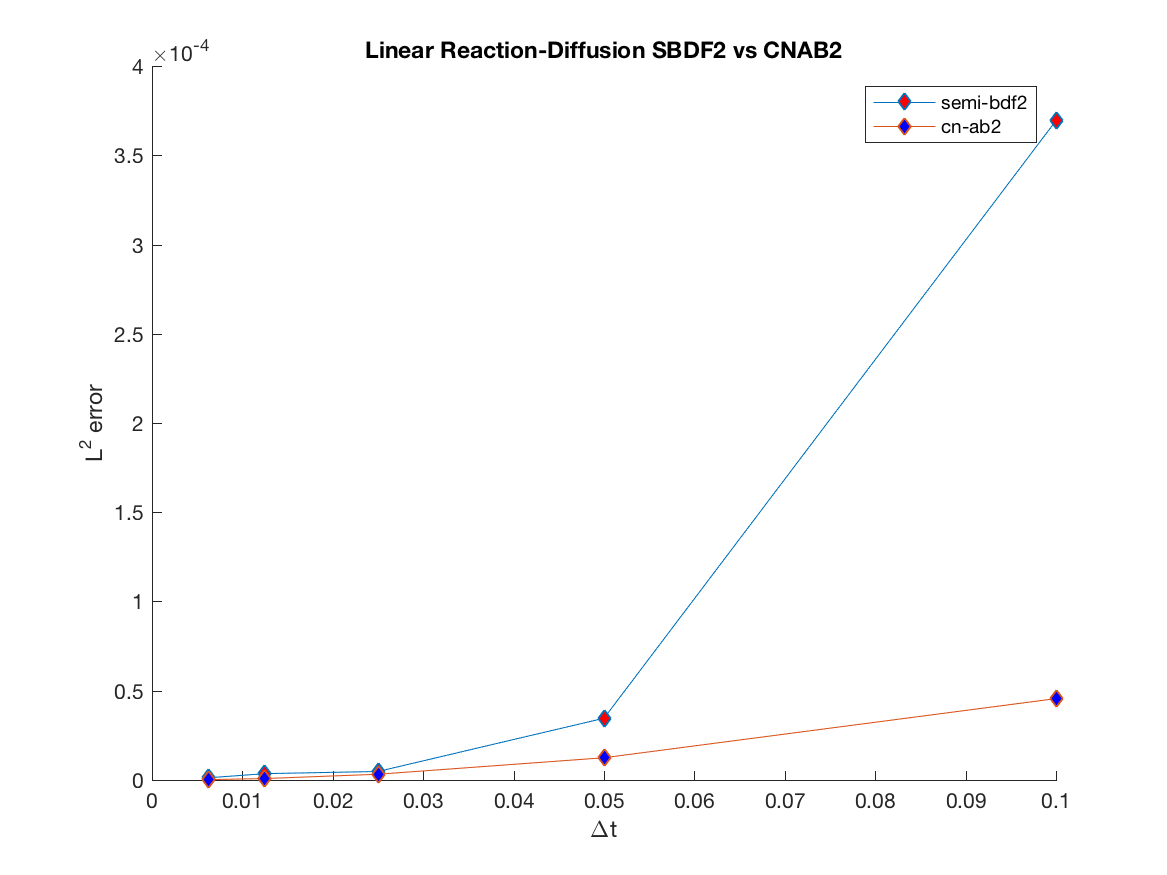 Linear Reaction-Diffusion SBDF2 vs CNAB2
×10⁻⁴
semi-bdf2
cn-ab2
4
3.5
3
2.5
2
1.5
1
0.5
0
L² error
0 0.01 0.02 0.03 0.04 0.05 0.06 0.07 0.08 0.09 0.1
Δt